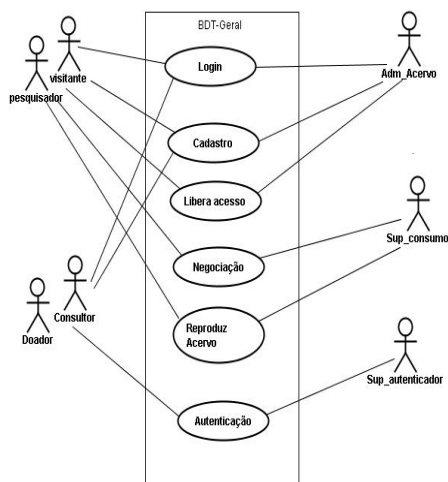 BDT-Geral
visitante
pesquisador
Login
Adm_Acervo
Cadastro
Libera acesso
Negociação
Sup_consumo
Consultor
Doador
Reproduz
Acervo
Autenticação
Sup_autenticador